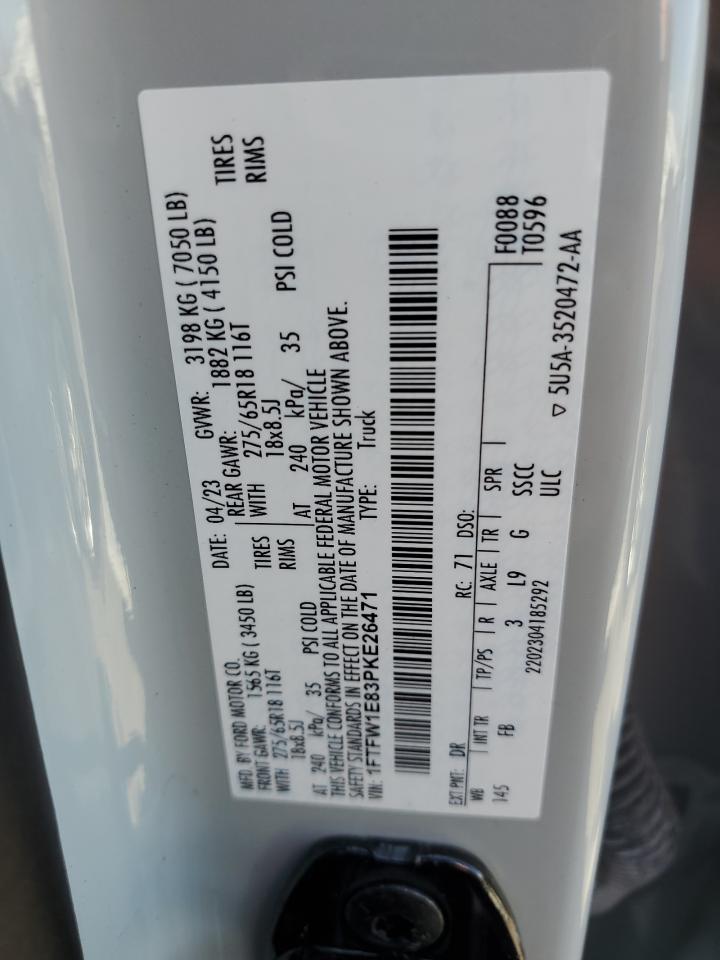 MFD. BY FORD MOTOR CO.
DATE: 04/23 GVWR: 3198 KG ( 7050 LB)
FRONT GAWR: 1565 KG ( 3450 LB) REAR GAWR: 1882 KG ( 4150 LB)
WITH 275/65R18 116T TIRES WITH 275/65R18 116T TIRES
18x8.5J RIMS 18x8.5J RIMS
AT 240 kPa/ 35 PSI COLD AT 240 kPa/ 35 PSI COLD
THIS VEHICLE CONFORMS TO ALL APPLICABLE FEDERAL MOTOR VEHICLE
SAFETY STANDARDS IN EFFECT ON THE DATE OF MANUFACTURE SHOWN ABOVE.
VIN: 1FTFW1E83PKE26471 TYPE: Truck
EXT PNT: DR RC: 71 DSO: F0088
WB INT TR TP/PS R AXLE TR SPR T0596
145 FB 3 L9 G SSCC
2202304185292 ULC ▽ 5U5A-3520472-AA